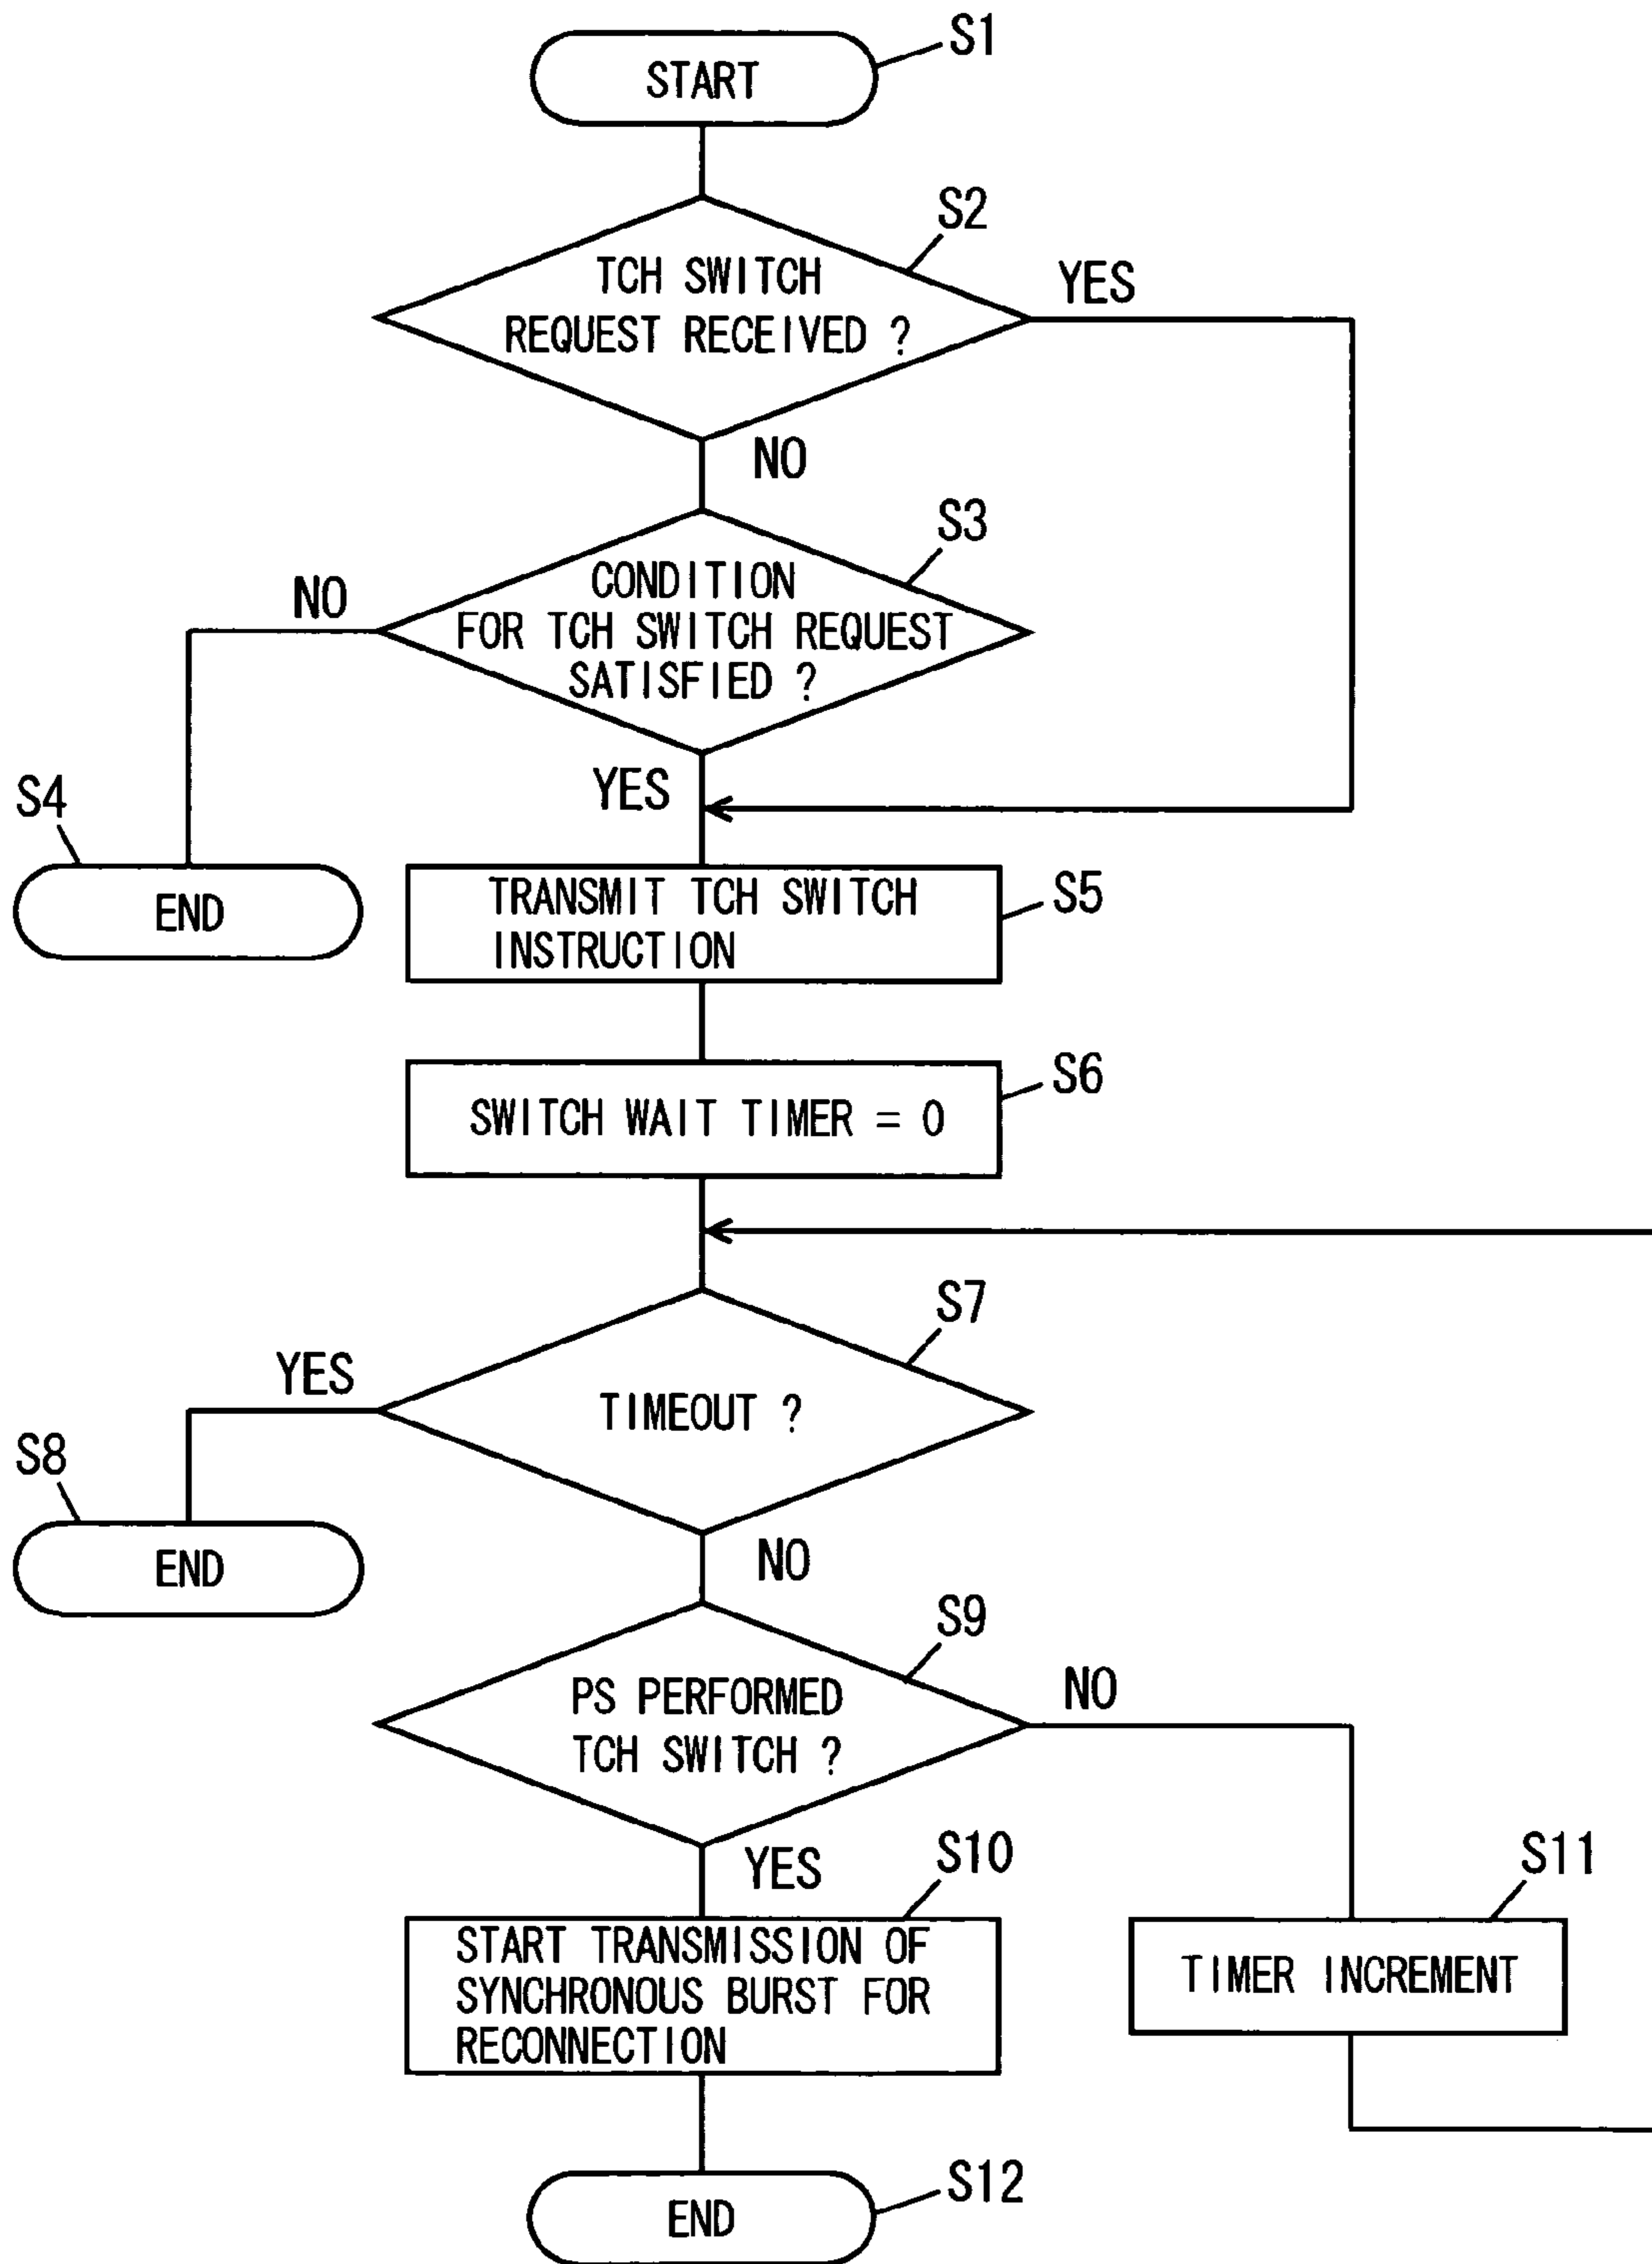 S1
START
S2
TCH SWITCH
REQUEST RECEIVED ?
YES
NO
S3
CONDITION
FOR TCH SWITCH REQUEST
SATISFIED ?
NO
YES
S4
END
TRANSMIT TCH SWITCH
INSTRUCTION
S5
SWITCH WAIT TIMER = 0
S6
S7
TIMEOUT ?
YES
S8
END
NO
S9
PS PERFORMED
TCH SWITCH ?
NO
YES
S10
START TRANSMISSION OF
SYNCHRONOUS BURST FOR
RECONNECTION
S11
TIMER INCREMENT
END
S12